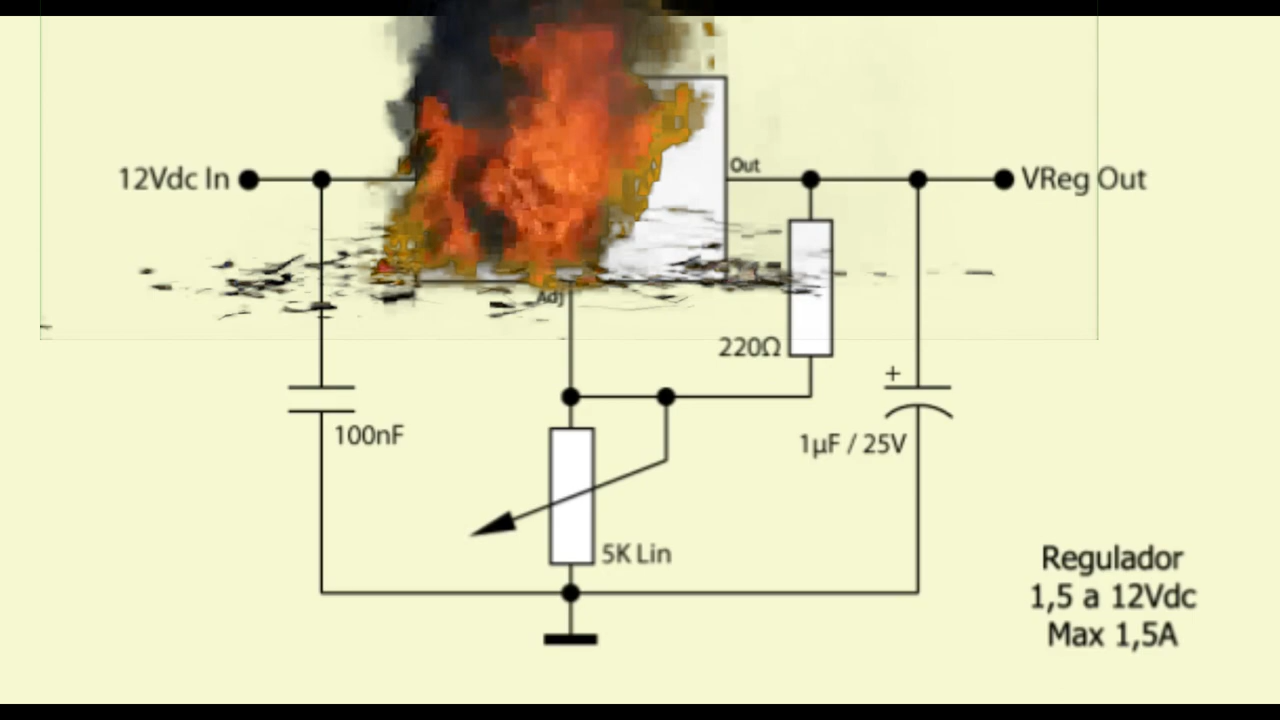 12Vdc In
Out
VReg Out
Adj
220Ω
+
100nF
1µF / 25V
5K Lin
Regulador
1,5 a 12Vdc
Max 1,5A